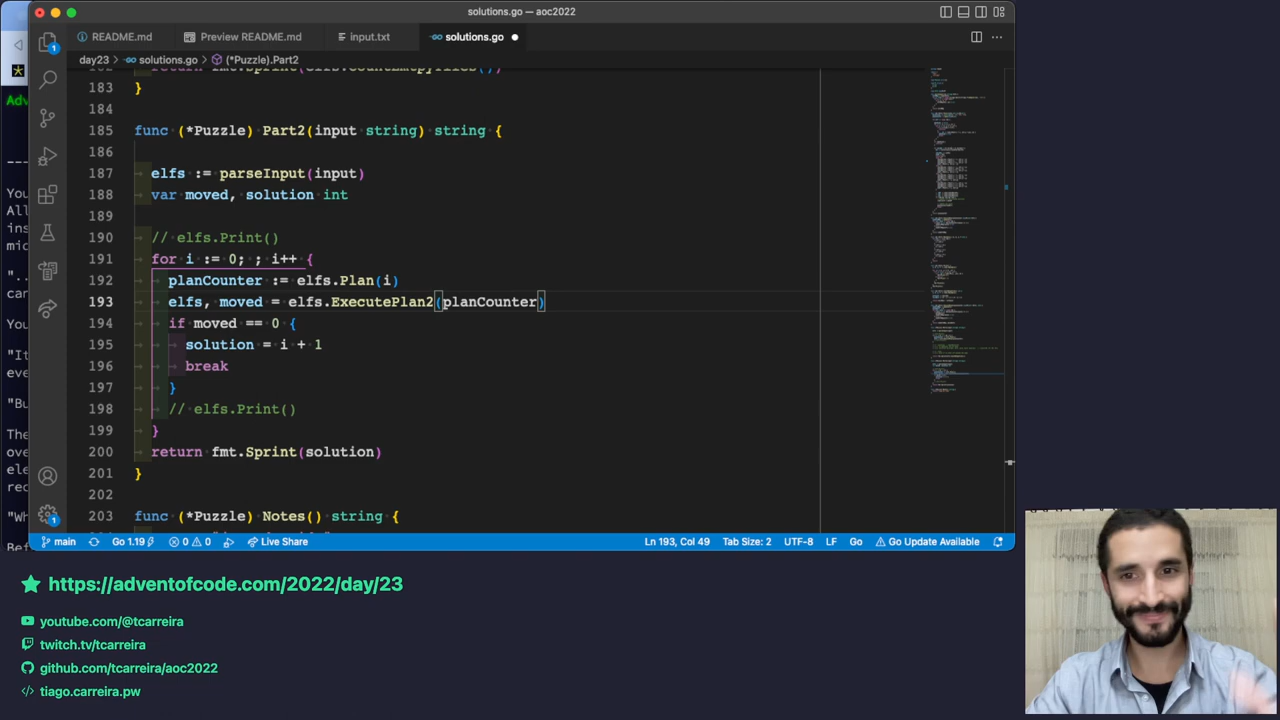 solutions.go — aoc2022
README.md
Preview README.md
input.txt
solutions.go
day23 > solutions.go > (*Puzzle).Part2
183 }
184
185 func (*Puzzle) Part2(input string) string {
186
187 elfs := parseInput(input)
188 var moved, solution int
189
190 // elfs.Print()
191 for i := 0; ; i++ {
192 planCounter := elfs.Plan(i)
193 elfs, moved = elfs.ExecutePlan2(planCounter)
194 if moved == 0 {
195 solution = i + 1
196 break
197 }
198 // elfs.Print()
199 }
200 return fmt.Sprint(solution)
201 }
202
203 func (*Puzzle) Notes() string {
main
Go 1.19
0
0
Live Share
Ln 193, Col 49
Tab Size: 2
UTF-8
LF
Go
Go Update Available
1
1
https://adventofcode.com/2022/day/23
youtube.com/@tcarreira
twitch.tv/tcarreira
github.com/tcarreira/aoc2022
tiago.carreira.pw